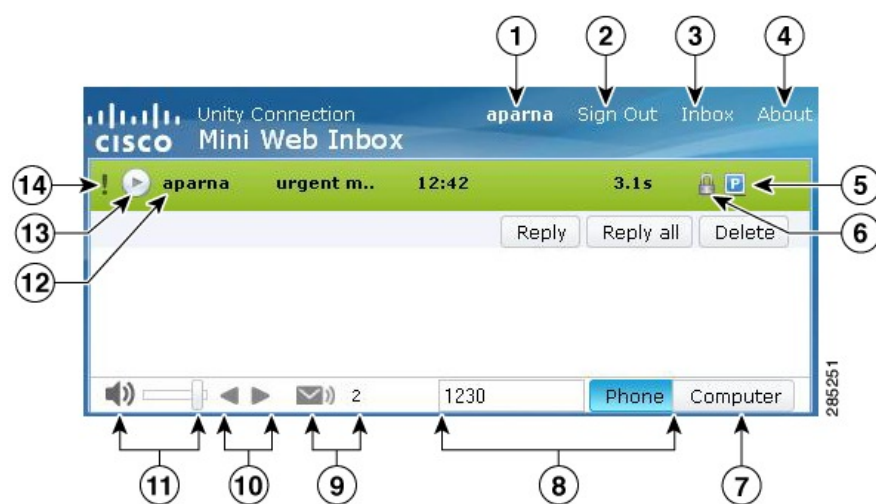 1 2 3 4
Unity Connection aparna Sign Out Inbox About
CISCO Mini Web Inbox
14 ! aparna urgent m.. 12:42 3.1s P 5
13 Reply Reply all Delete 6
12
2 1230 Phone Computer
285251
11 10 9 8 7